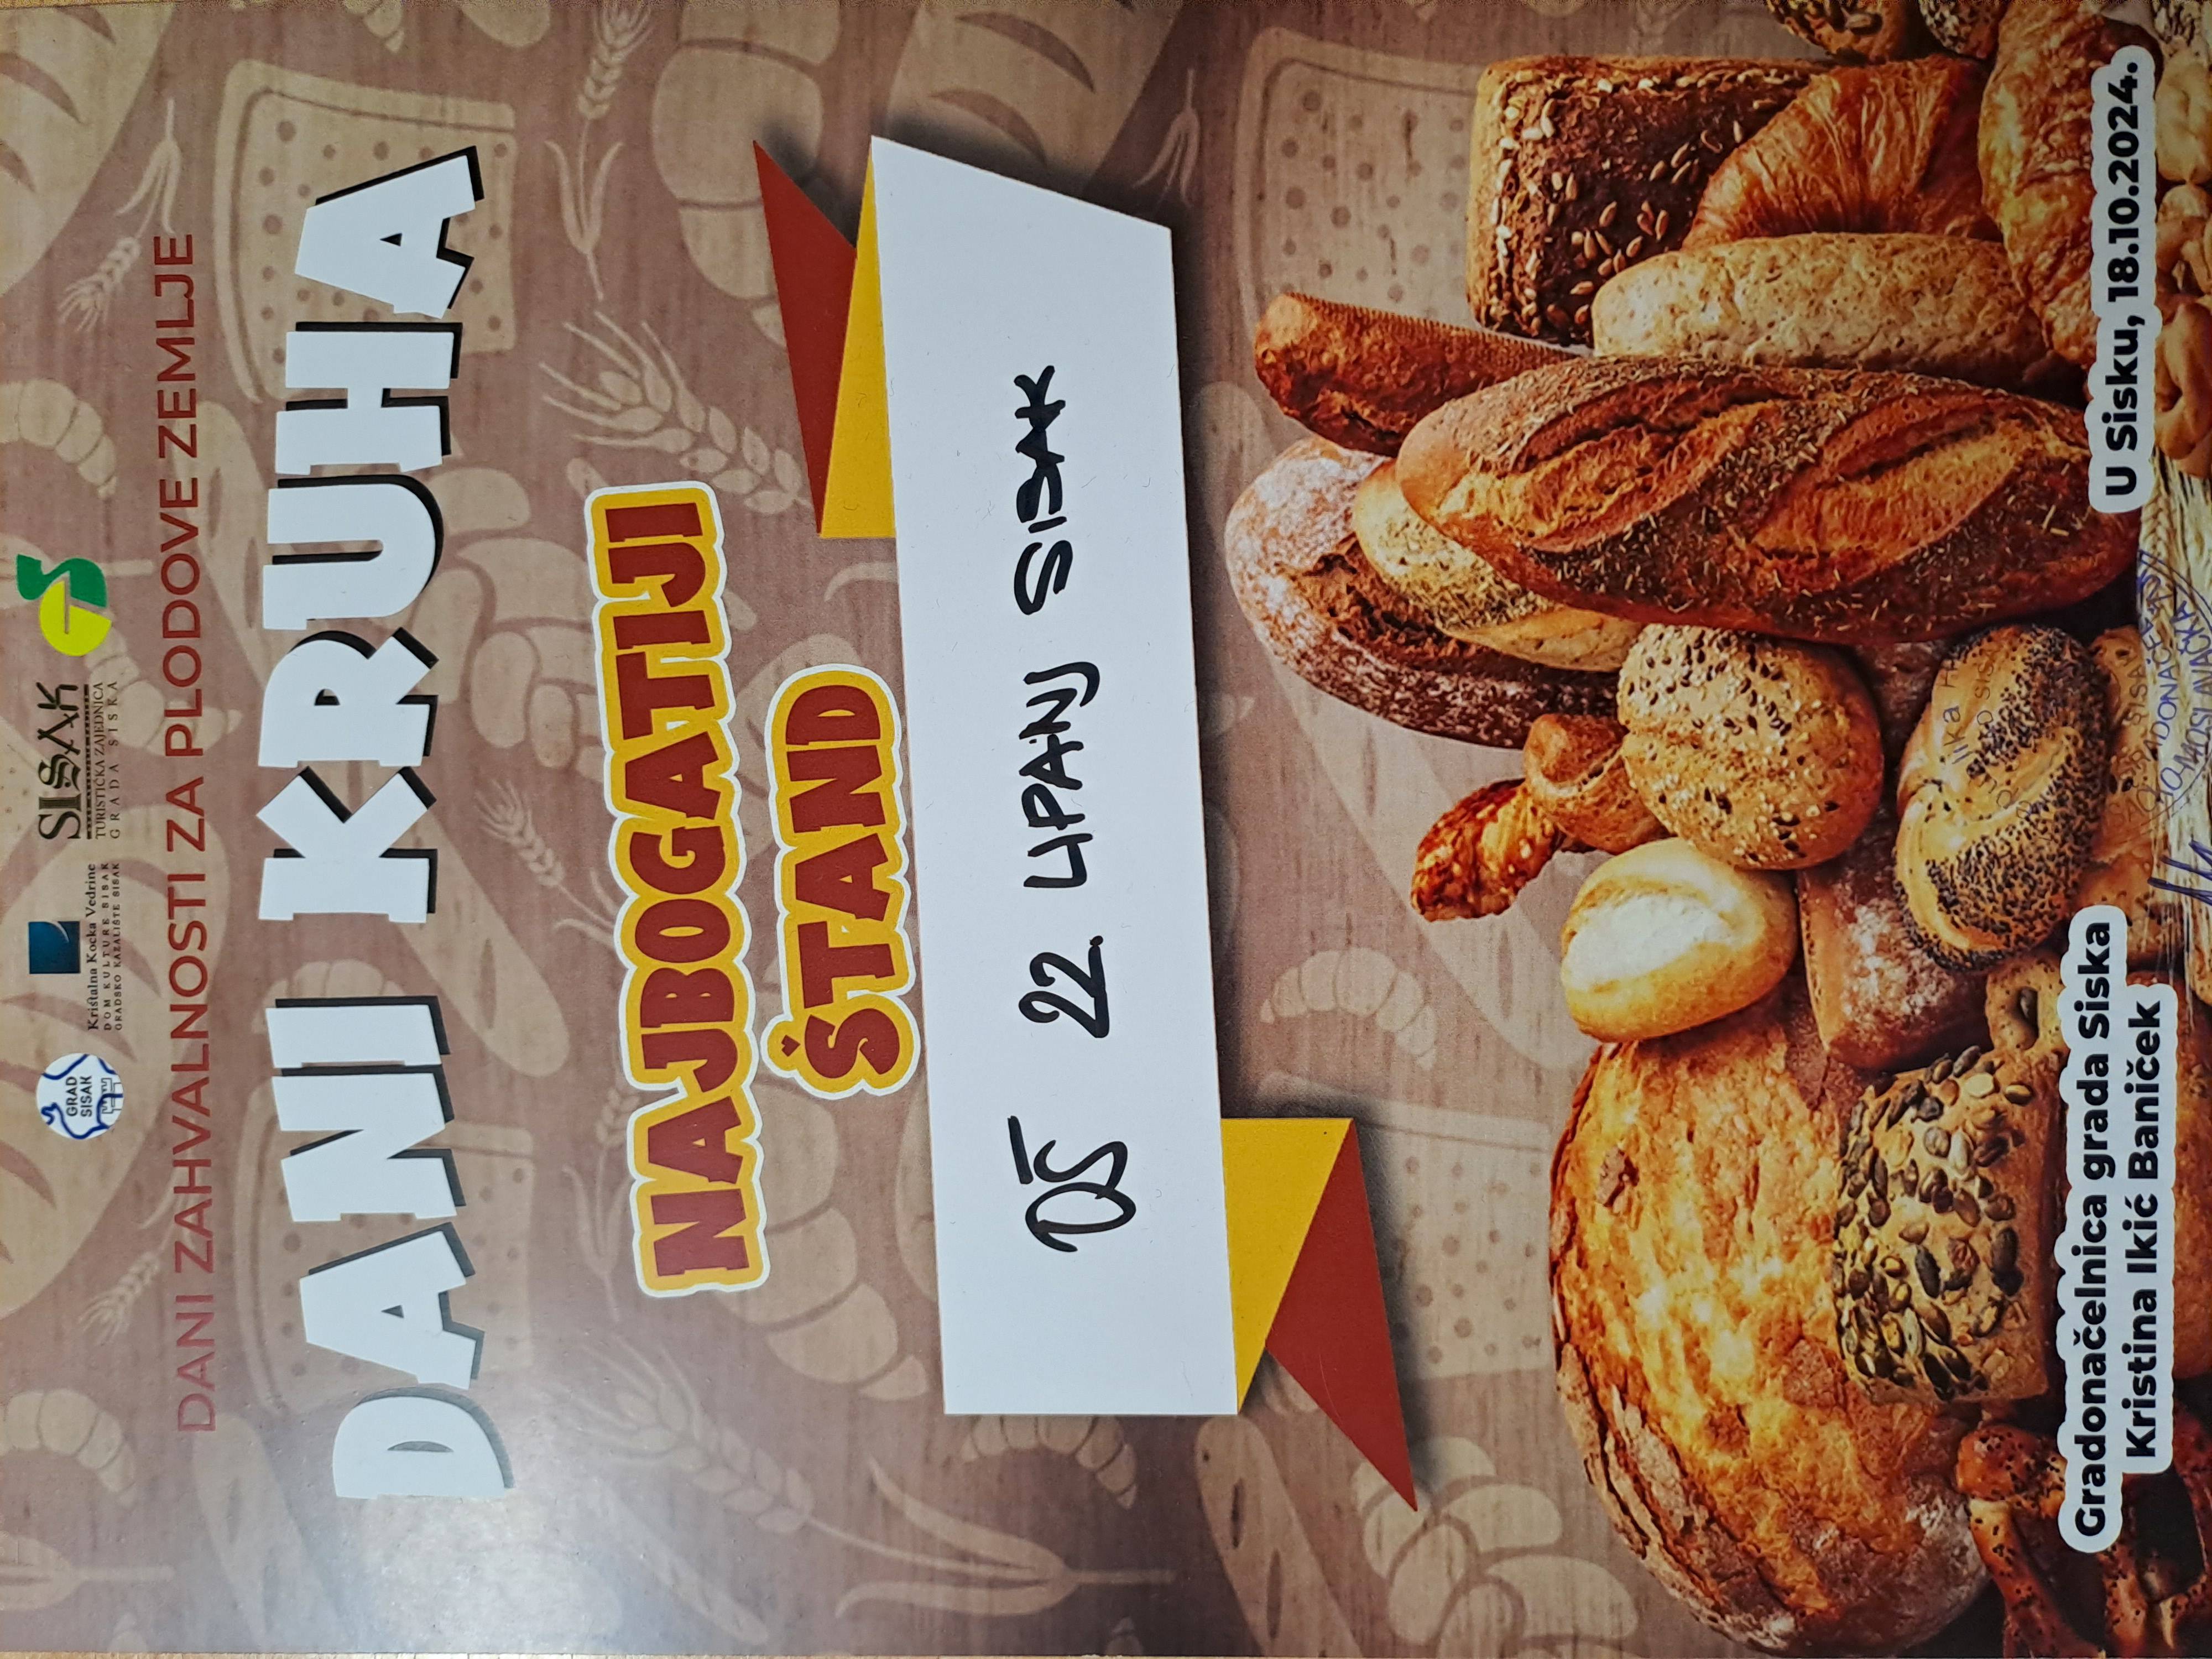 GRAD
SISAK
Krištalna Kocka Vedrine
DOM KULTURE SISAK
GRADSKO KAZALIŠTE SISAK
SISAK
TURISTIČKA ZAJEDNICA
GRADA SISKA
DANI ZAHVALNOSTI ZA PLODOVE ZEMLJE
DANI KRUHA
NAJBOGATIJI
ŠTAND
OŠ 22. LIPANJ SISAK
Gradonačelnica grada Siska
Kristina Ikić Baniček
U Sisku, 18.10.2024.